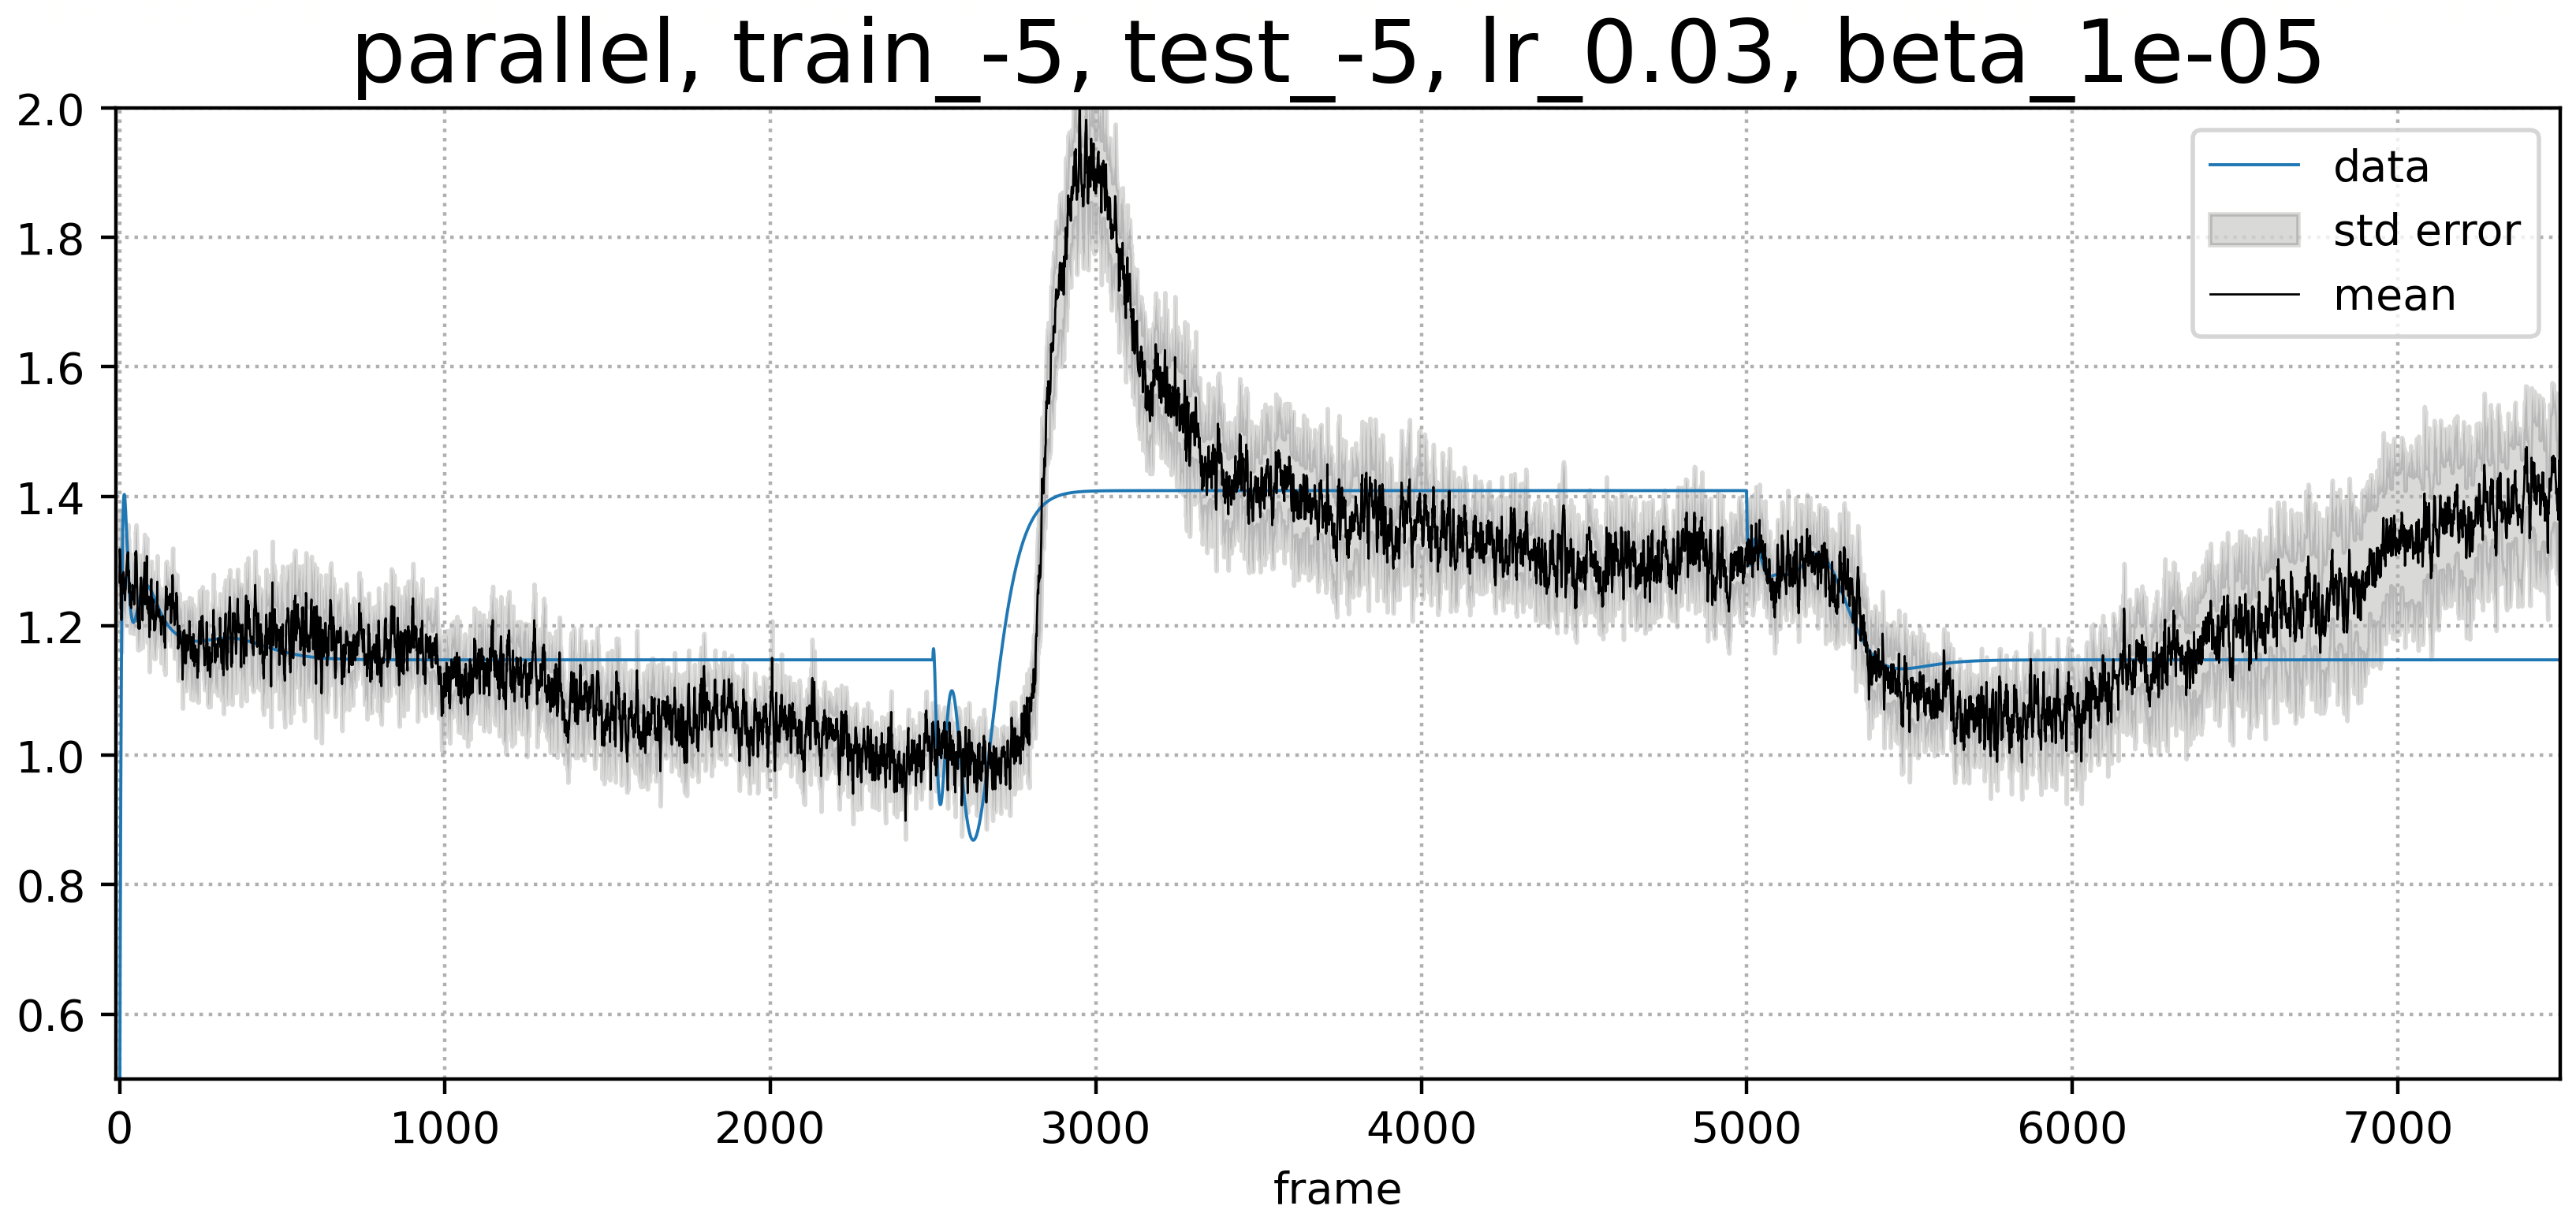 parallel, train_-5, test_-5, lr_0.03, beta_1e-05
2.0
1.8
1.6
1.4
1.2
1.0
0.8
0.6
data
std error
mean
0 1000 2000 3000 4000 5000 6000 7000
frame